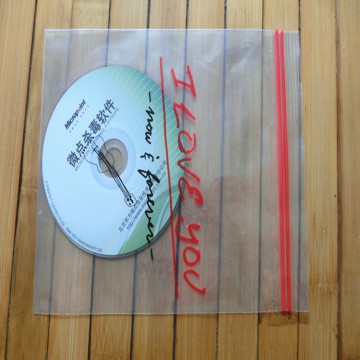 I LOVE YOU
- now & forever -
Micropoint
微点杀毒软件